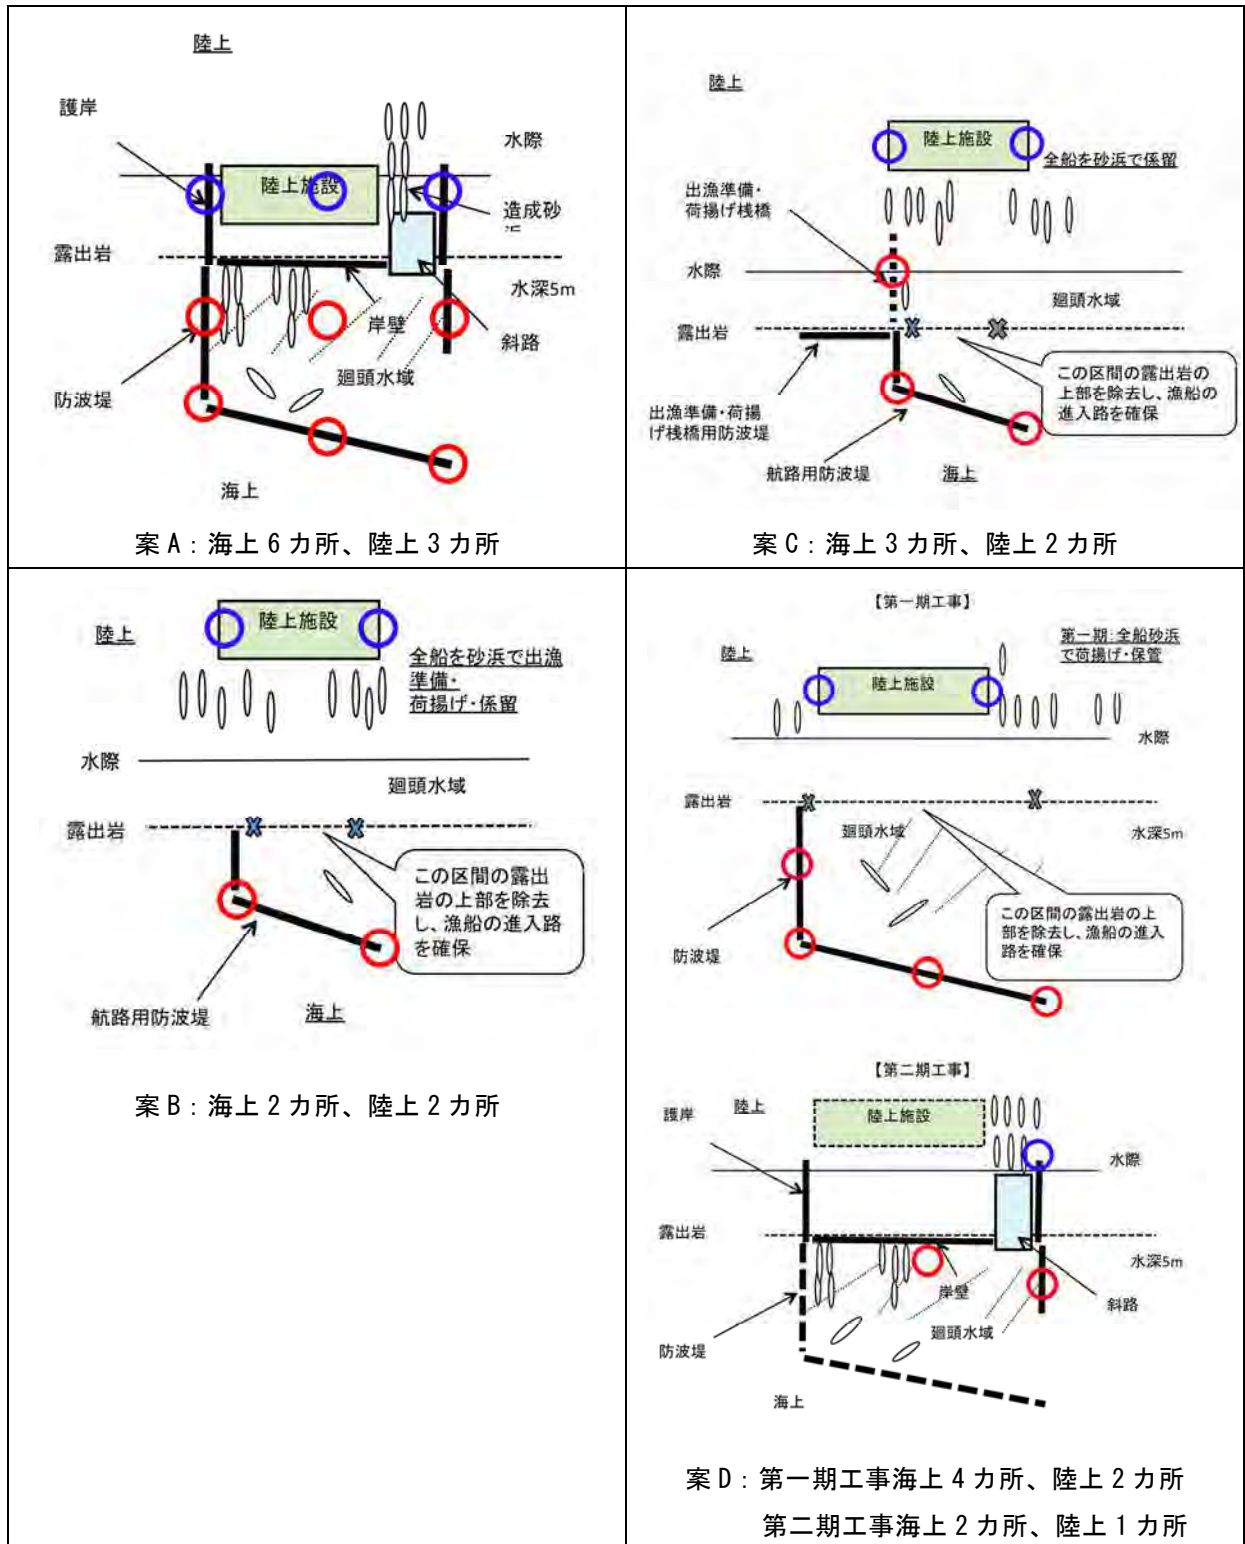 陸上
護岸
水際
陸上施設
造成砂
露出岩
水深5m
岸壁
斜路
廻頭水域
防波堤
海上
案A：海上6カ所、陸上3カ所
陸上
陸上施設
全船を砂浜で係留
出漁準備・
荷揚げ桟橋
水際
廻頭水域
露出岩
この区間の露出岩の
上部を除去し、漁船の
進入路を確保
出漁準備・荷揚
げ桟橋用防波堤
航路用防波堤
海上
案C：海上3カ所、陸上2カ所
陸上
陸上施設
全船を砂浜で出漁
準備・
荷揚げ・係留
水際
廻頭水域
露出岩
この区間の露出
岩の上部を除去
し、漁船の進入路
を確保
航路用防波堤
海上
案B：海上2カ所、陸上2カ所
【第一期工事】
陸上
第一期：全船砂浜
で荷揚げ・保管
陸上施設
水際
露出岩
廻頭水域
水深5m
この区間の露出岩の上
部を除去し、漁船の進入
路を確保
防波堤
【第二期工事】
護岸
陸上
陸上施設
水際
露出岩
水深5m
岸壁
斜路
廻頭水域
防波堤
海上
案D：第一期工事海上4カ所、陸上2カ所
第二期工事海上2カ所、陸上1カ所